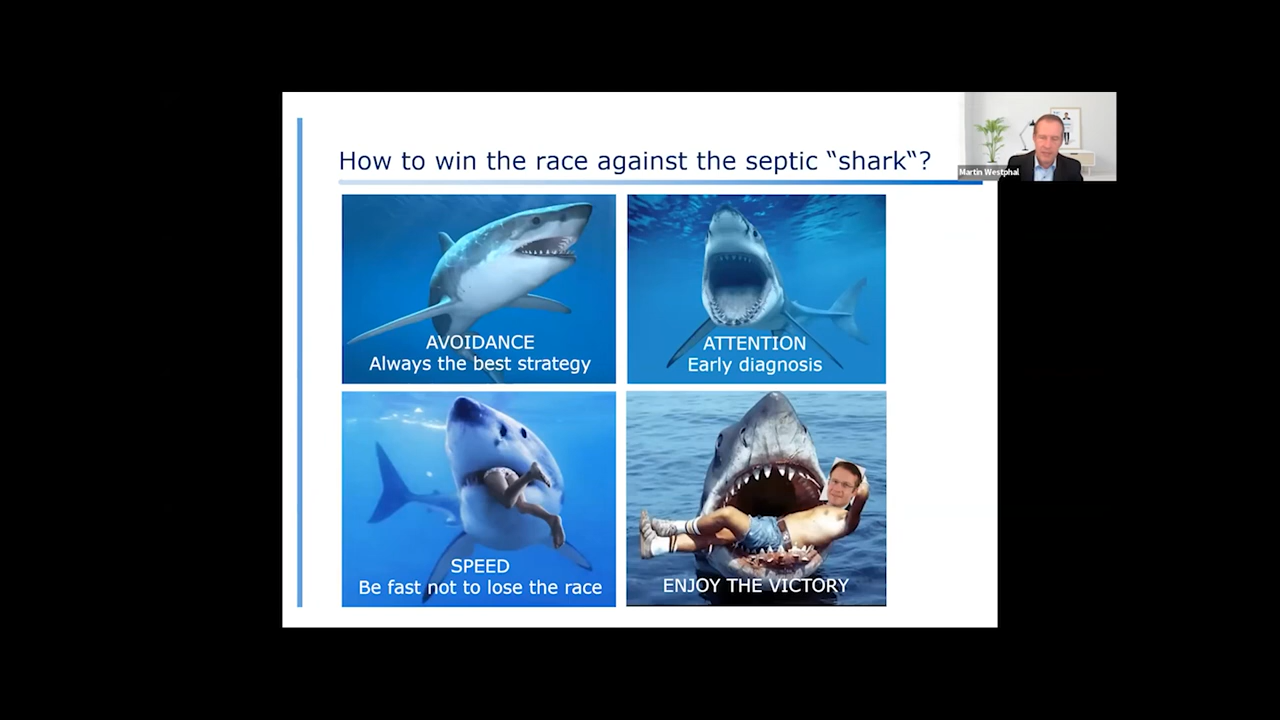 How to win the race against the septic “shark“?
Martin Westphal
AVOIDANCE
Always the best strategy
ATTENTION
Early diagnosis
SPEED
Be fast not to lose the race
ENJOY THE VICTORY